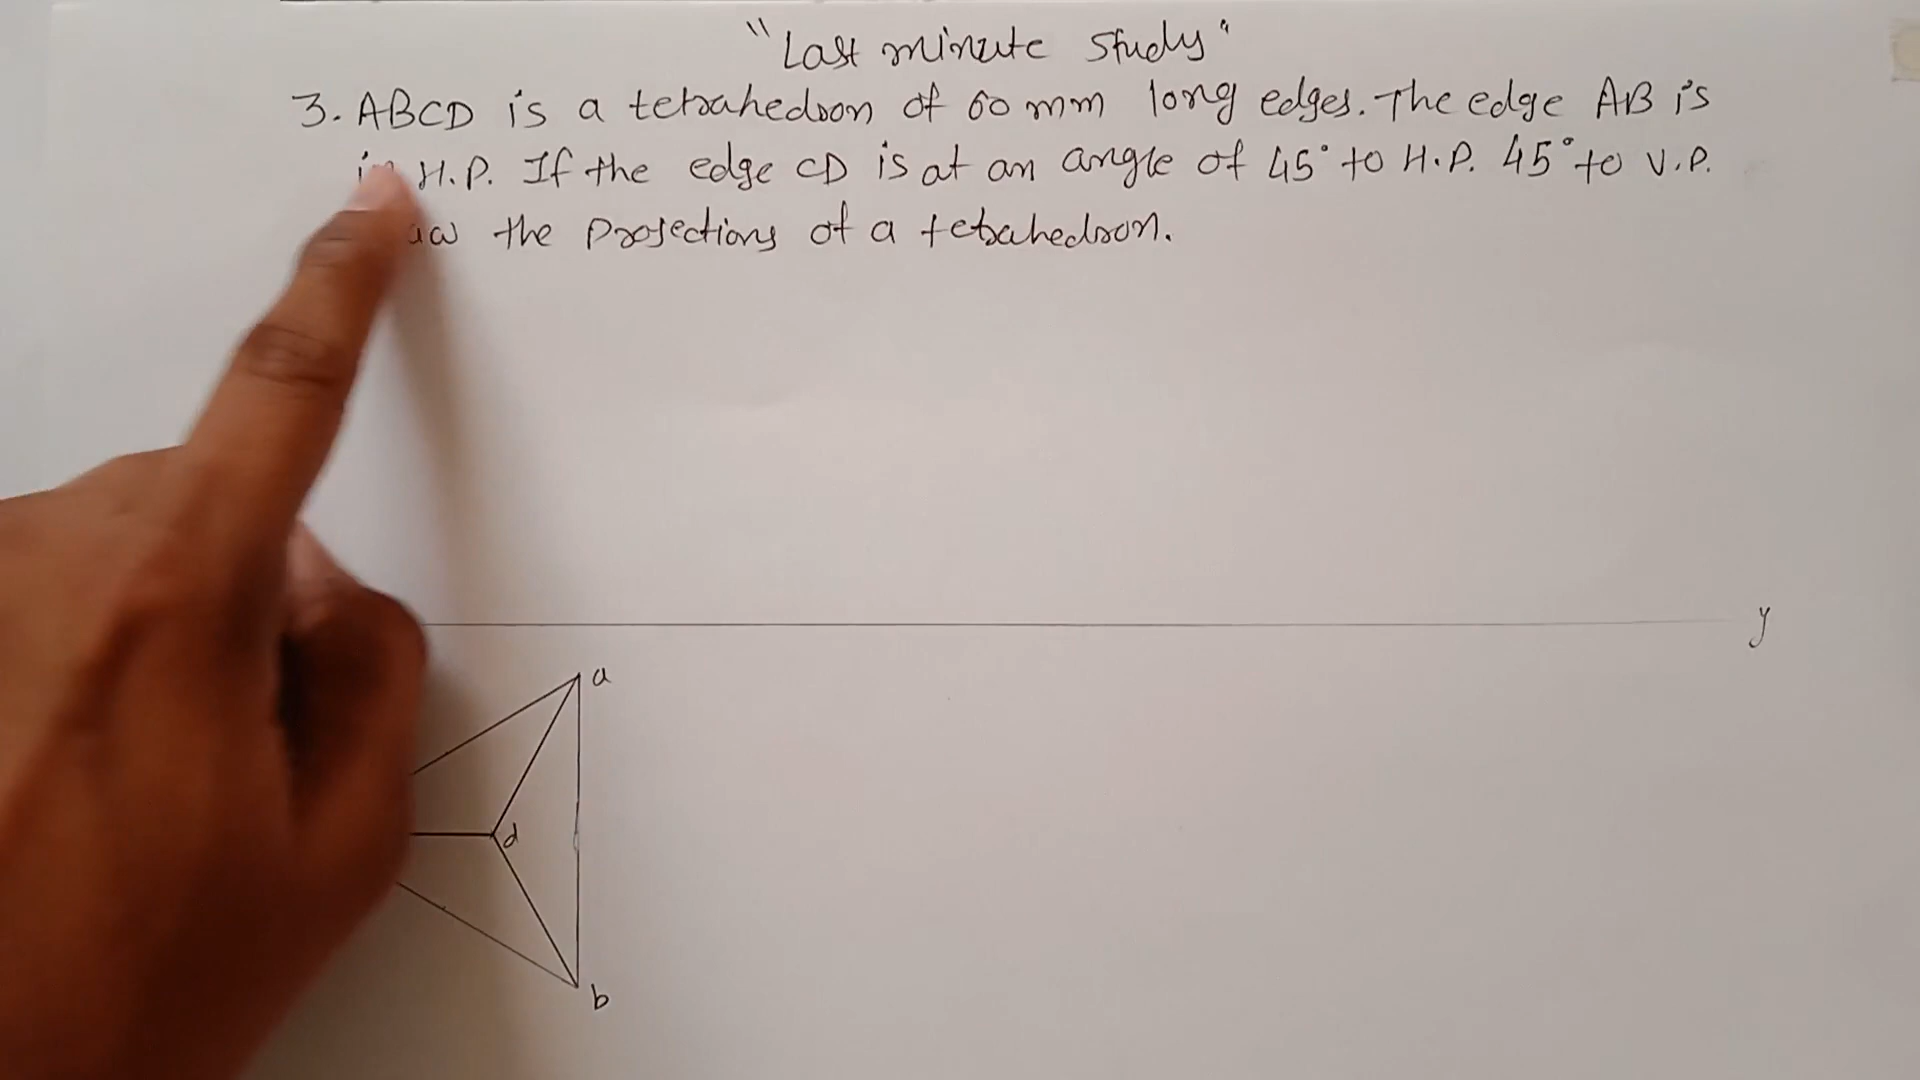 "Last minute Study"
3. ABCD is a tetrahedron of 60 mm long edges. The edge AB is
in H.P. If the edge CD is at an angle of 45° to H.P. 45° to V.P.
the projections of a tetrahedron.
y
a
d
b